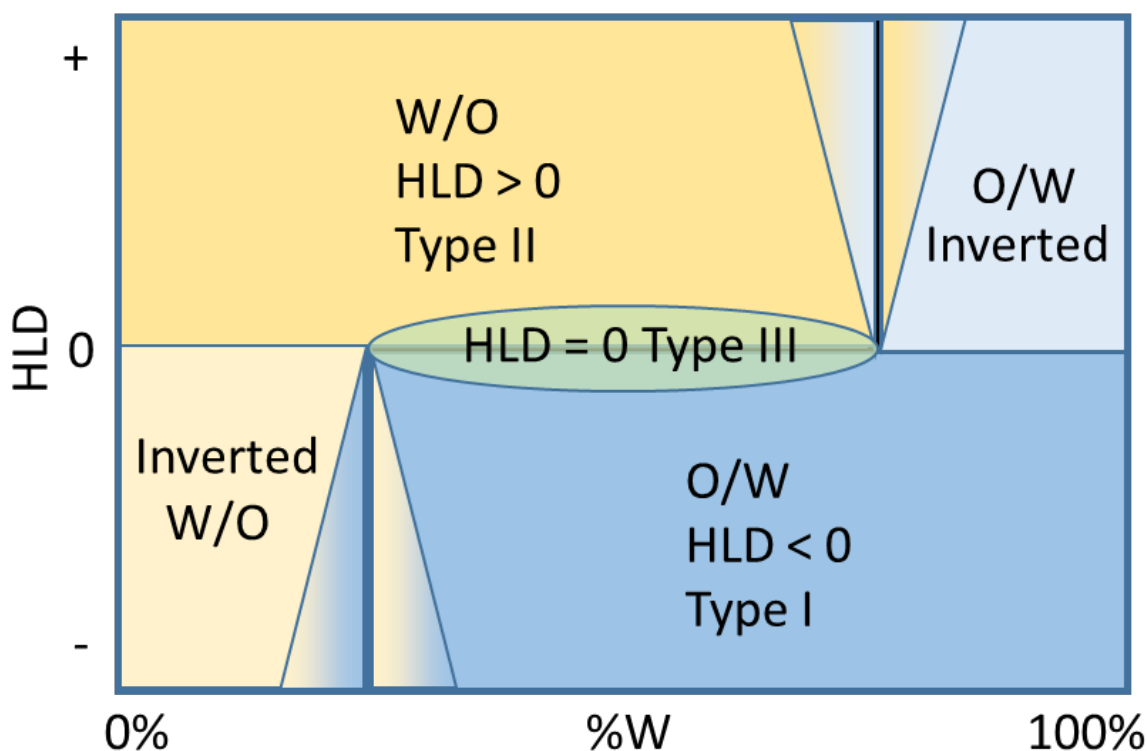 +
W/O
HLD > 0
Type II
O/W
Inverted
HLD
0
HLD = 0 Type III
Inverted
W/O
O/W
HLD < 0
Type I
-
0%
%W
100%